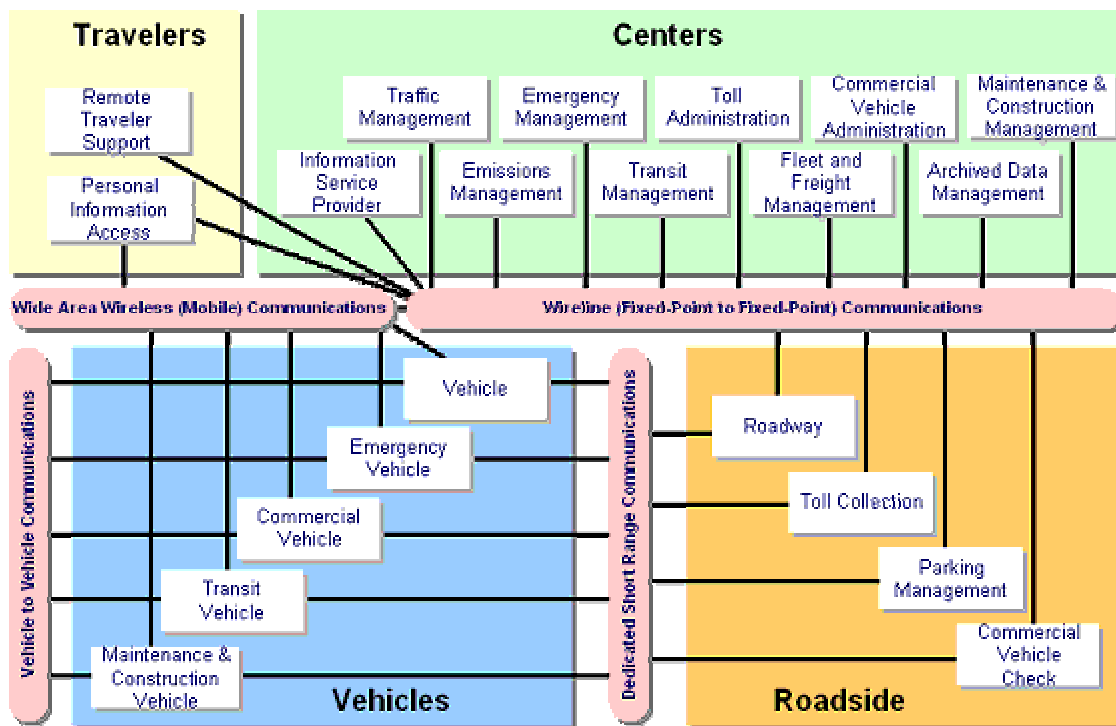 Travelers
Centers
Remote
Traveler
Support
Personal
Information
Access
Traffic
Management
Emergency
Management
Toll
Administration
Commercial
Vehicle
Administration
Maintenance &
Construction
Management
Information
Service
Provider
Emissions
Management
Transit
Management
Fleet and
Freight
Management
Archived Data
Management
Wide Area Wireless (Mobile) Communications
Wireline (Fixed-Point to Fixed-Point) Communications
Vehicle to Vehicle Communications
Vehicle
Emergency
Vehicle
Commercial
Vehicle
Transit
Vehicle
Maintenance &
Construction
Vehicle
Vehicles
Dedicated Short Range Communications
Roadway
Toll Collection
Parking
Management
Commercial
Vehicle
Check
Roadside